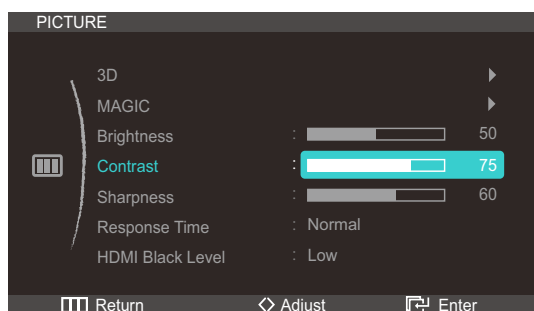 PICTURE
3D
MAGIC
Brightness : 50
Contrast : 75
Sharpness : 60
Response Time : Normal
HDMI Black Level : Low
Return Adjust Enter